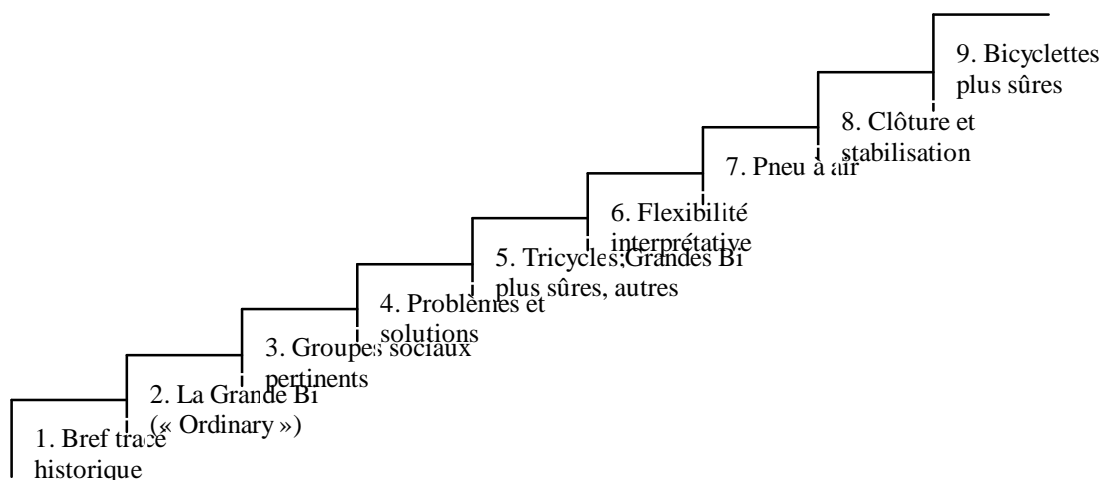 1. Bref tracé
historique
2. La Grande Bi
(« Ordinary »)
3. Groupes sociaux
pertinents
4. Problèmes et
solutions
5. Tricycles;Grandes Bi
plus sûres, autres
6. Flexibilité
interprétative
7. Pneu à air
8. Clôture et
stabilisation
9. Bicyclettes
plus sûres